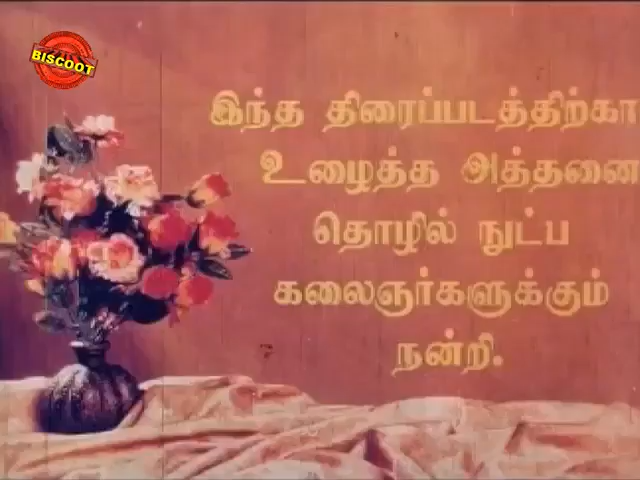 BISCOOT
இந்த திரைப்படத்திற்கா
உழைத்த அத்தனை
தொழில் நுட்ப
கலைஞர்களுக்கும்
நன்றி.